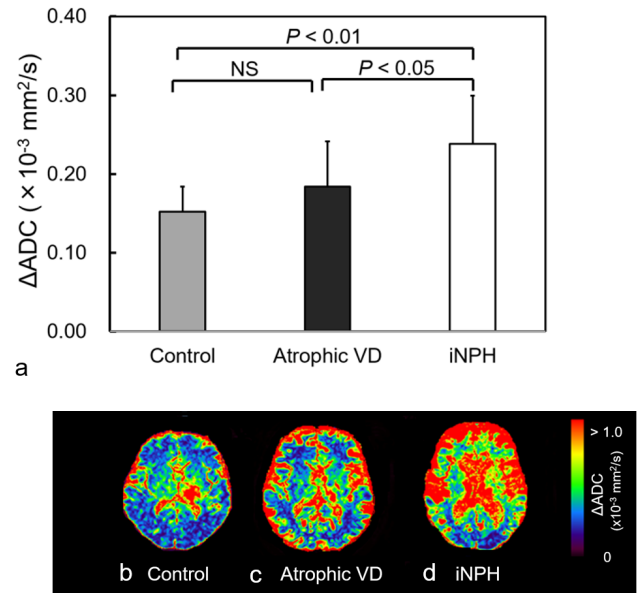 0.40
P < 0.01
NS
P < 0.05
0.30
0.20
0.10
0.00
ΔADC ( × 10-3 mm2/s)
Control
Atrophic VD
iNPH
a
> 1.0
ΔADC
(x10-3 mm2/s)
0
b Control
c Atrophic VD
d iNPH